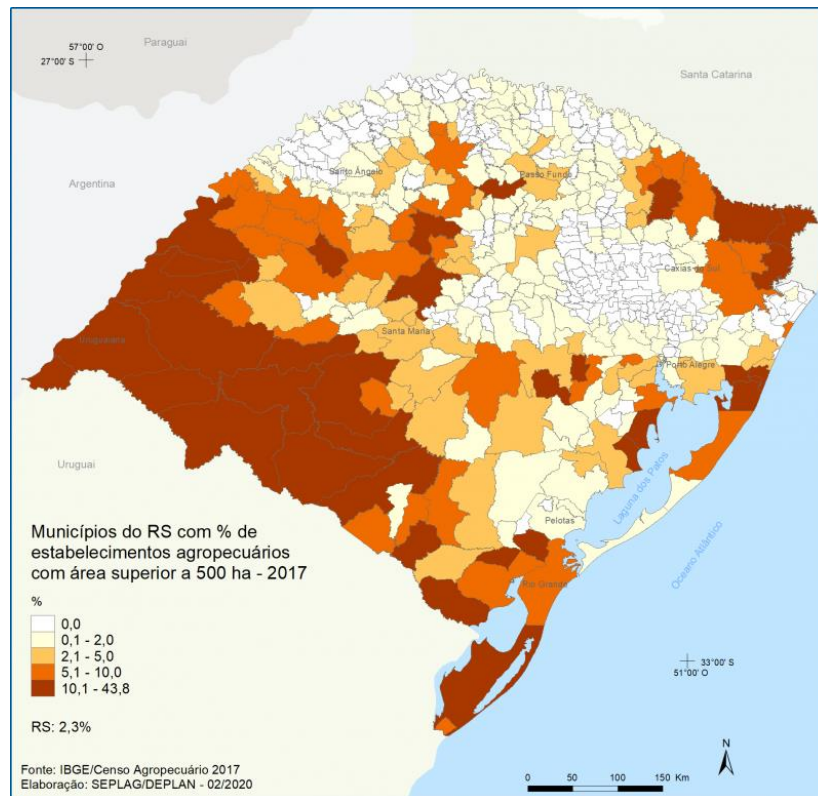 Paraguai
57°00' O
27°00' S
Santa Catarina
Argentina
Santo Ângelo
Passo Fundo
Caxias do Sul
Santa Maria
Uruguaiana
Porto Alegre
Uruguai
Laguna dos Patos
Pelotas
Oceano Atlântico
Rio Grande
Municípios do RS com % de
estabelecimentos agropecuários
com área superior a 500 ha - 2017
%
0,0
0,1 - 2,0
2,1 - 5,0
5,1 - 10,0
10,1 - 43,8
RS: 2,3%
33°00' S
51°00' O
N
Fonte: IBGE/Censo Agropecuário 2017
Elaboração: SEPLAG/DEPLAN - 02/2020
0 50 100 150 Km